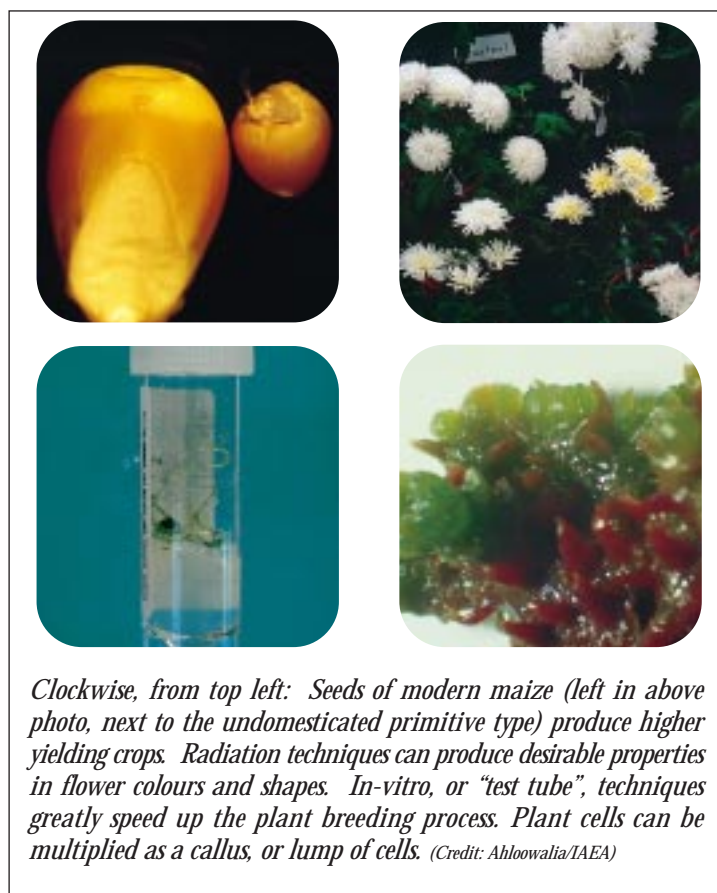 Clockwise, from top left: Seeds of modern maize (left in above
photo, next to the undomesticated primitive type) produce higher
yielding crops. Radiation techniques can produce desirable properties
in flower colours and shapes. In-vitro, or “test tube”, techniques
greatly speed up the plant breeding process. Plant cells can be
multiplied as a callus, or lump of cells. (Credit: Ahloowalia/IAEA)